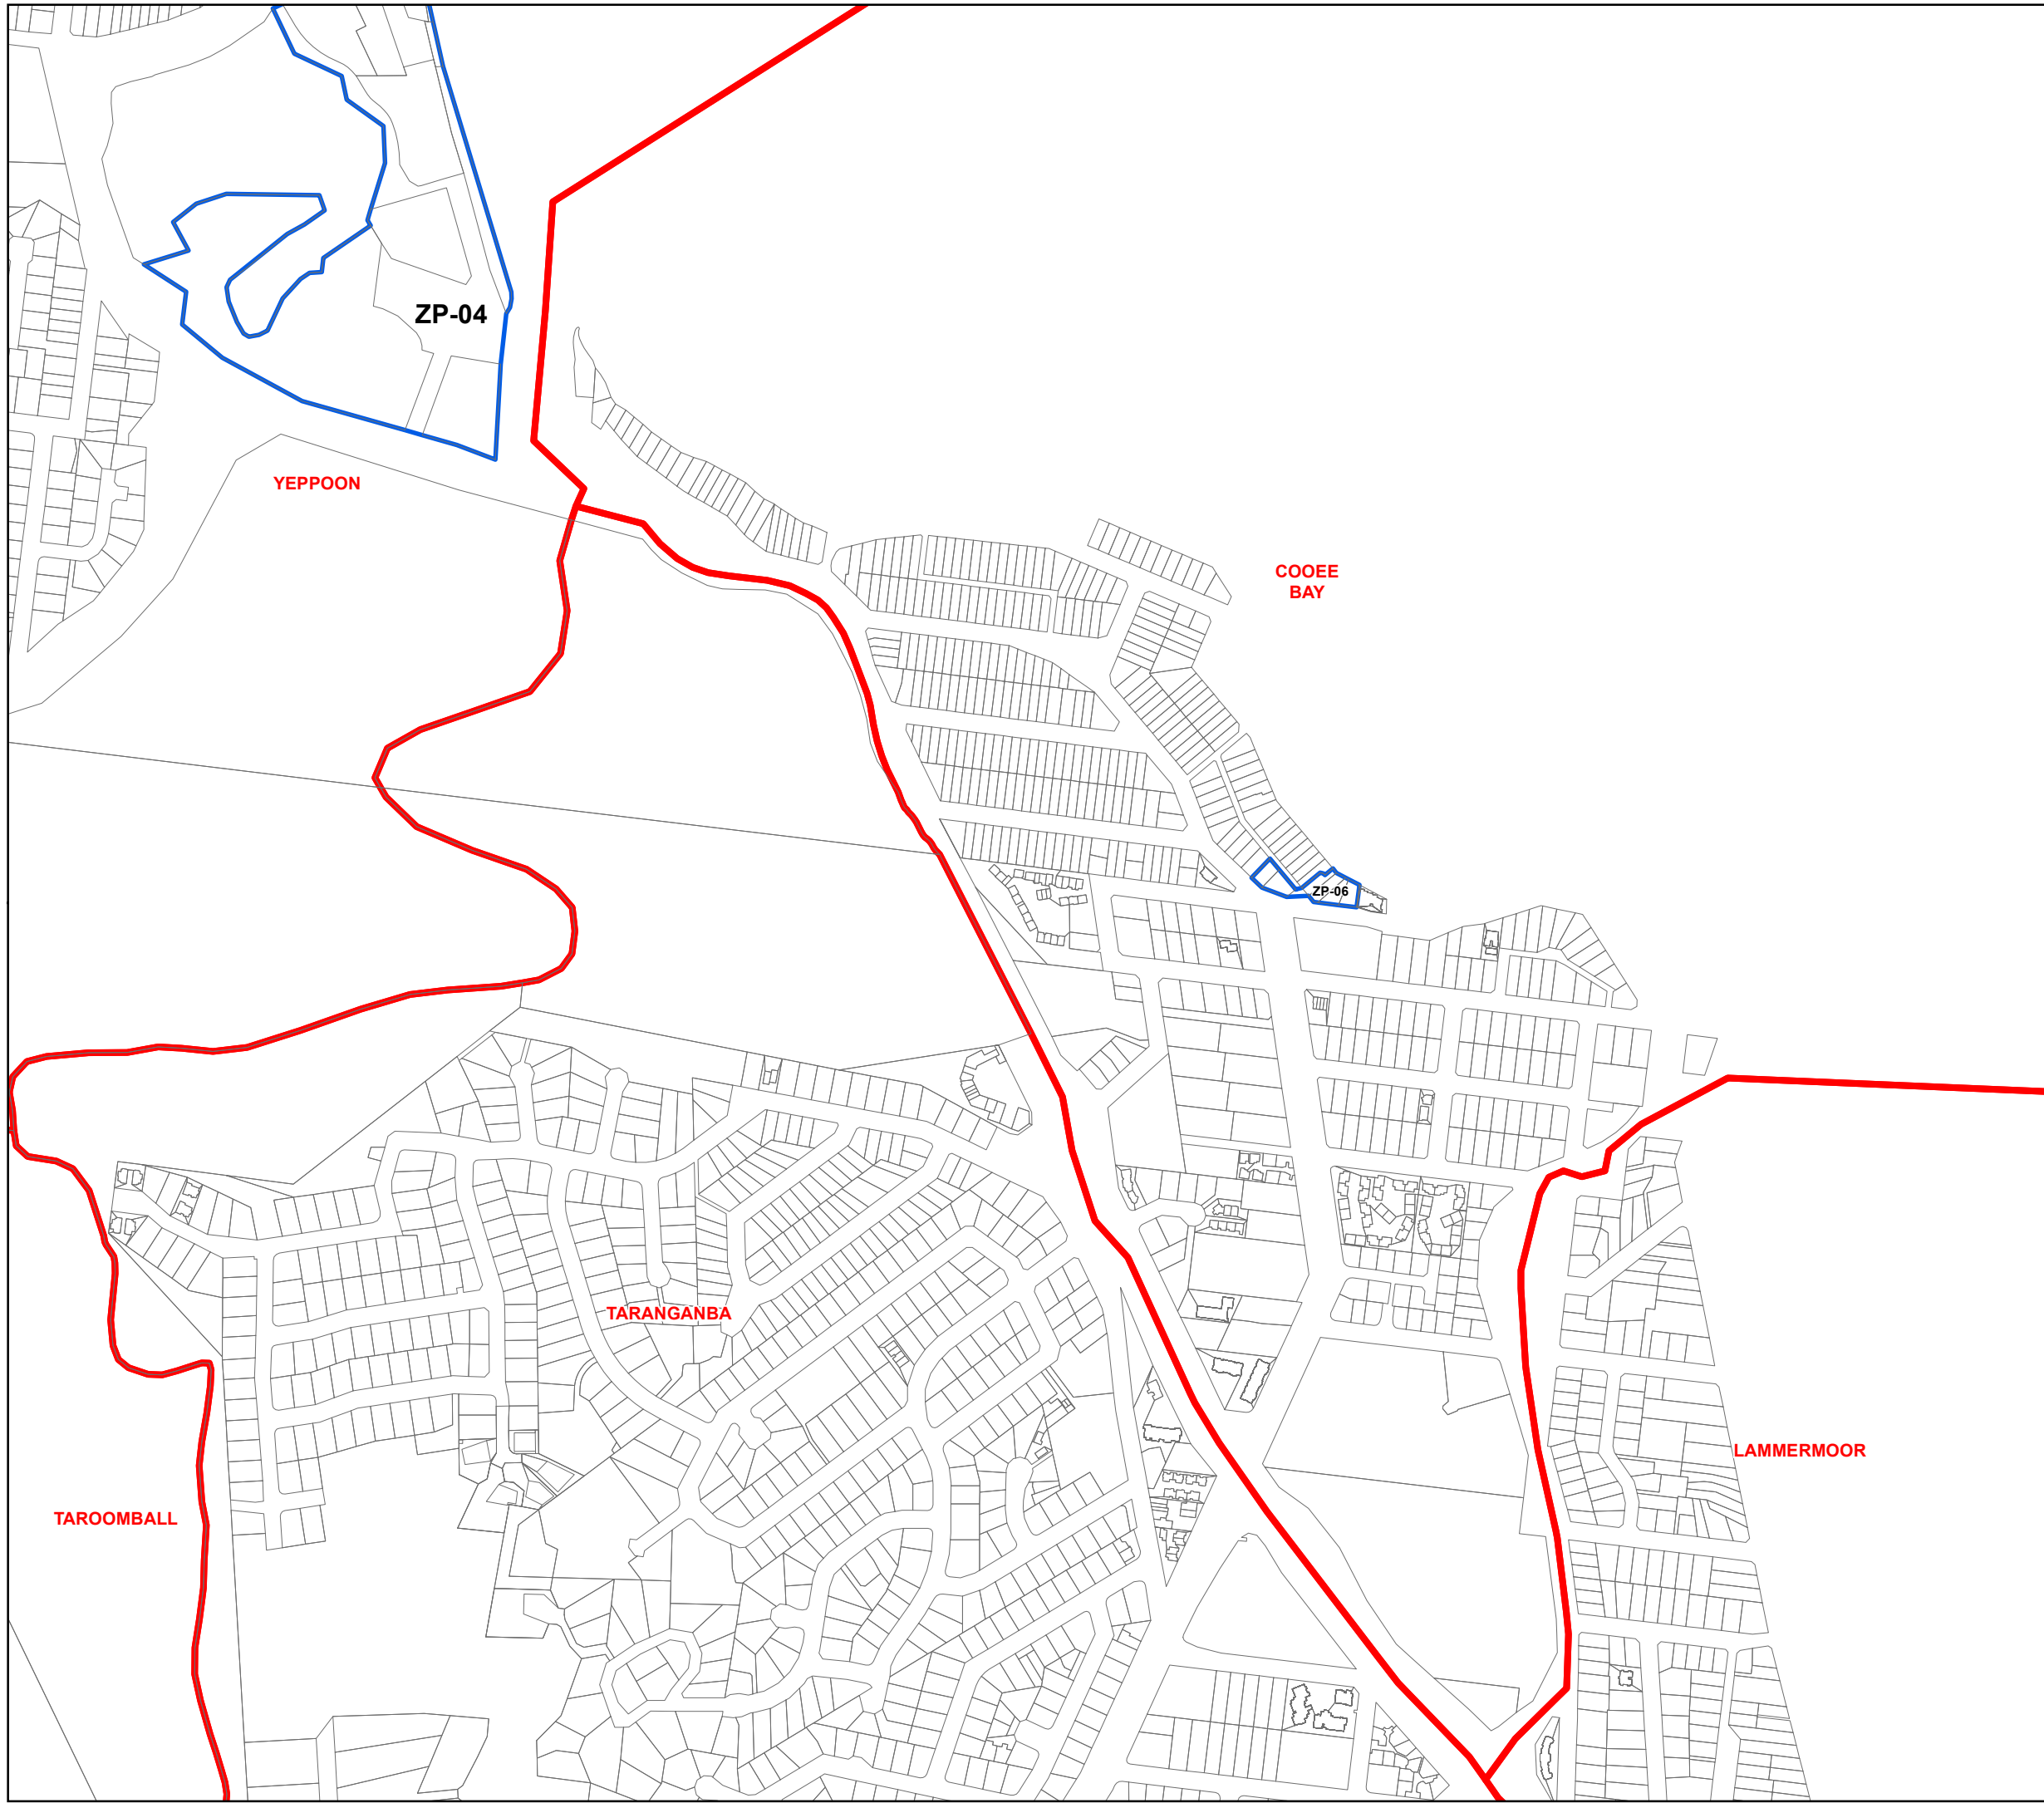 ZP-04
YEPPOON
COOEE
BAY
ZP-06
TARANGANBA
LAMMERMOOR
TAROOMBALL